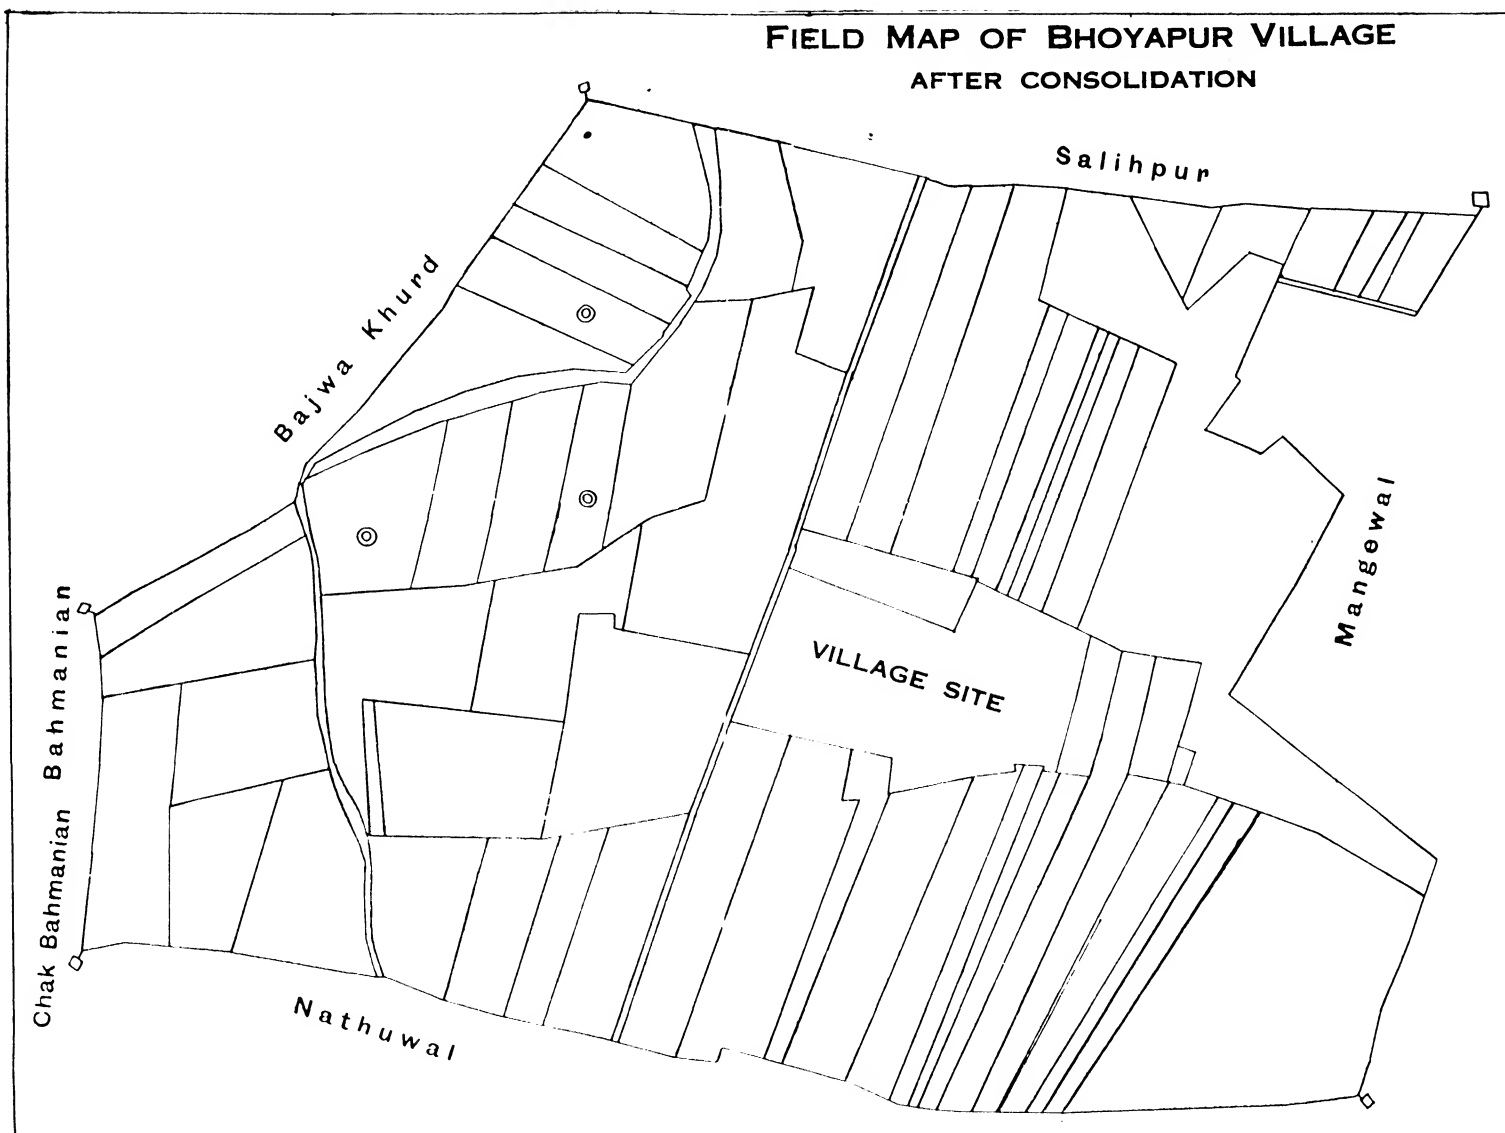 FIELD MAP OF BHOYAPUR VILLAGE
AFTER CONSOLIDATION
Salihpur
Bajwa Khurd
Mangewal
Chak Bahmanian Bahmanian
VILLAGE SITE
Nathuwal